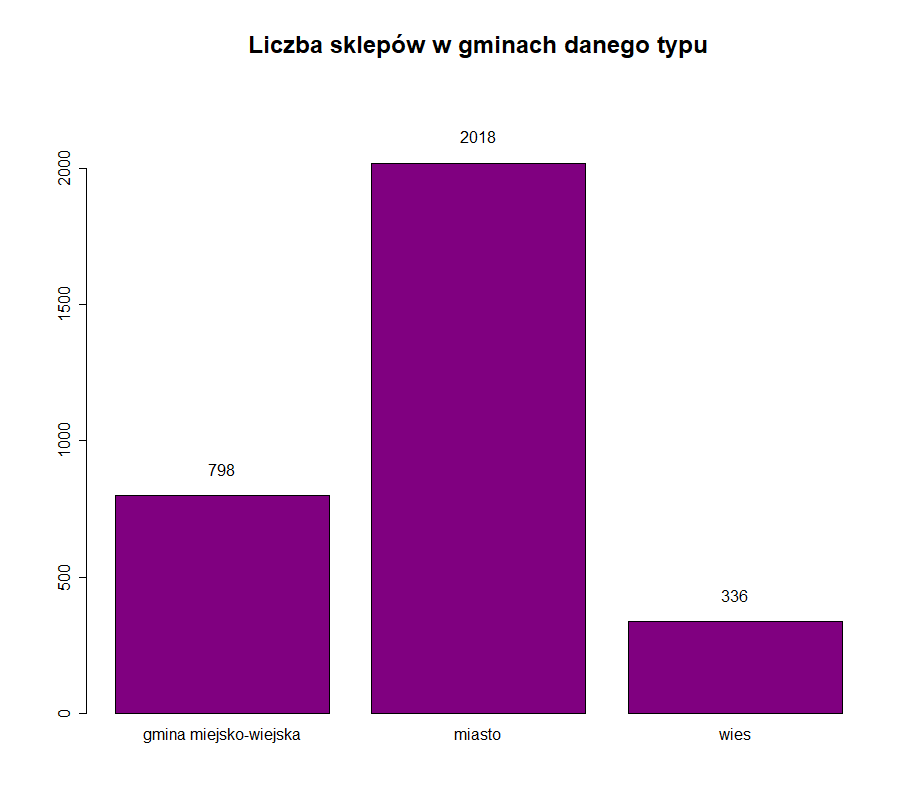 Liczba sklepów w gminach danego typu
2018
2000
1500
1000
798
500
336
0
gmina miejsko-wiejska
miasto
wies